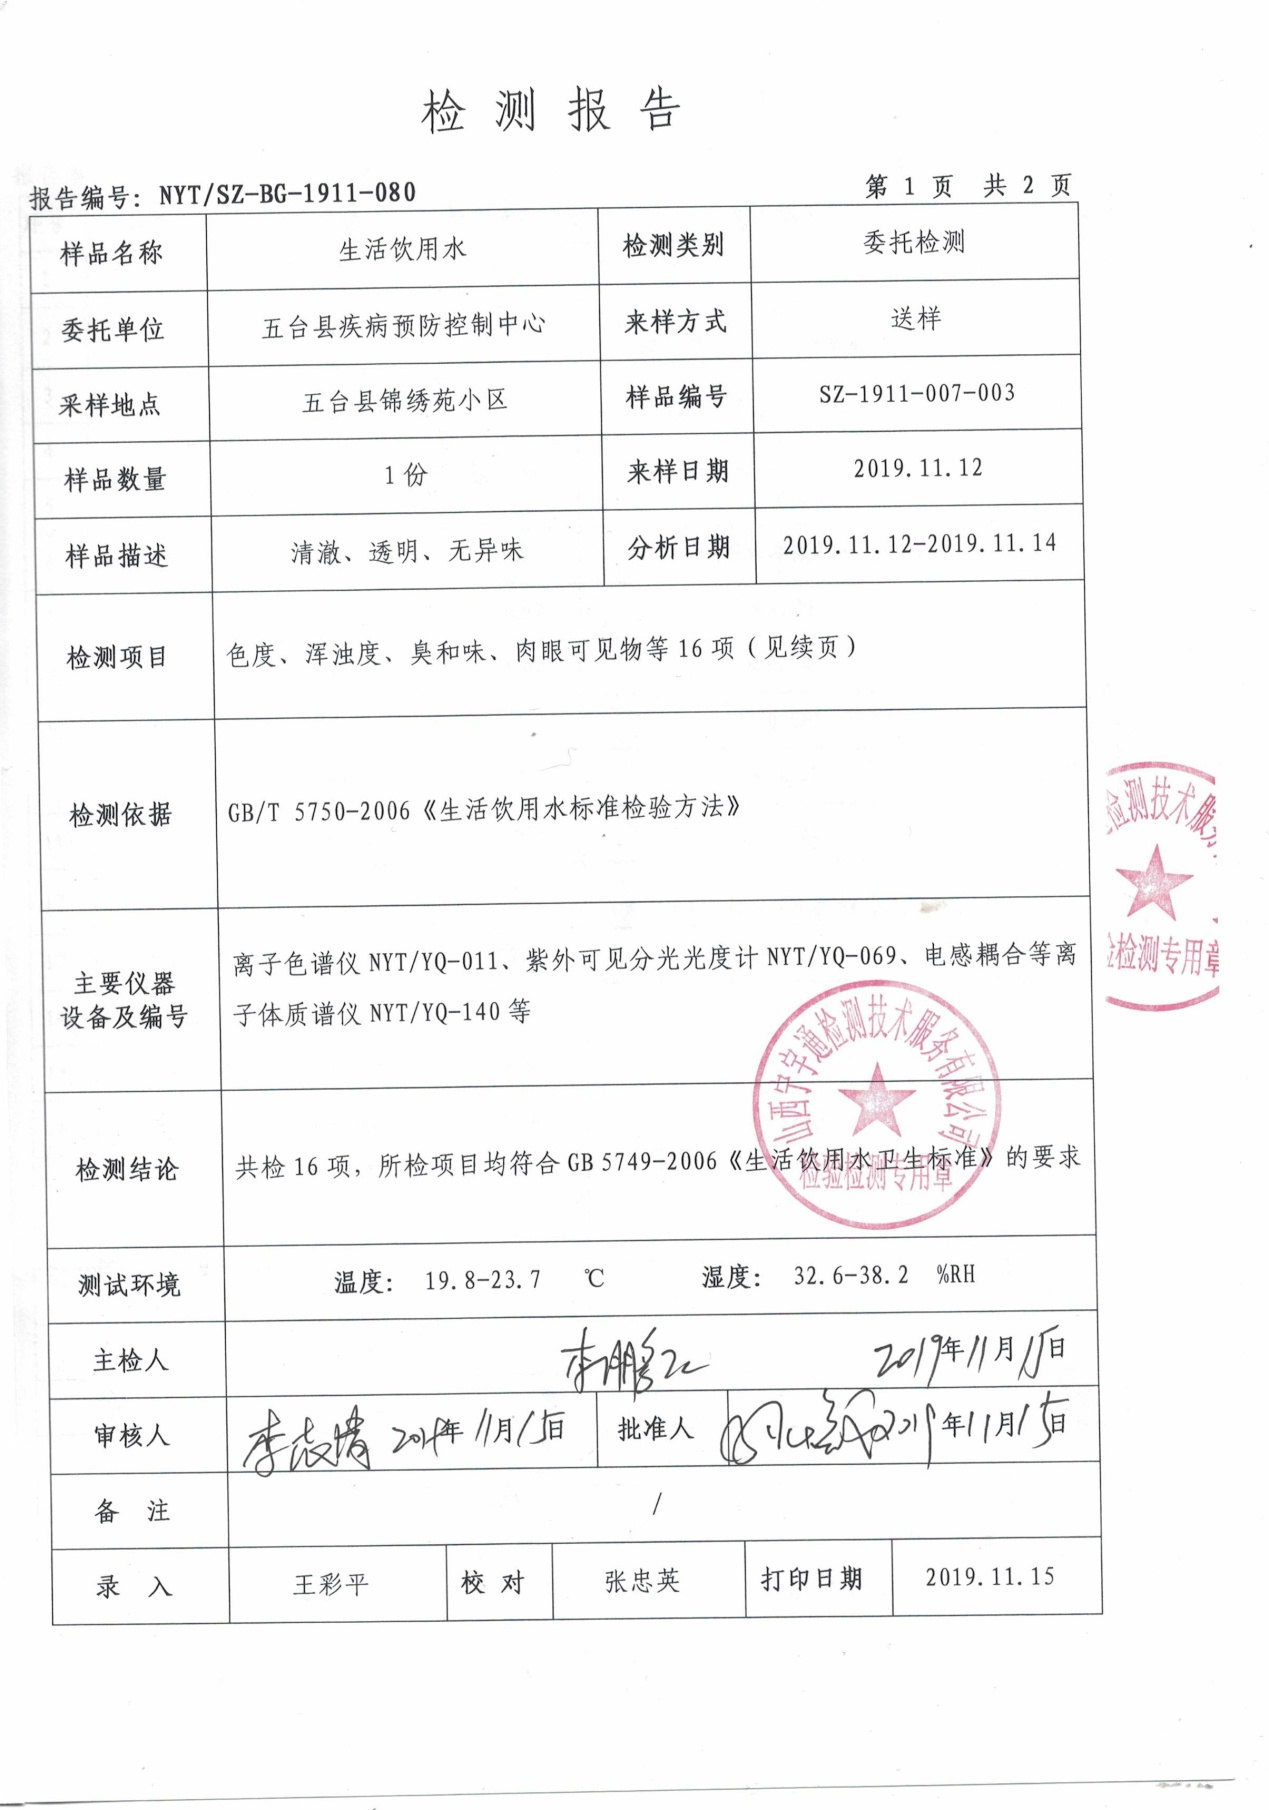 检测报告
报告编号：NYT/SZ-BG-1911-080 第 1 页 共 2 页
样品名称 生活饮用水 检测类别 委托检测
委托单位 五台县疾病预防控制中心 来样方式 送样
采样地点 五台县锦绣苑小区 样品编号 SZ-1911-007-003
样品数量 1份 来样日期 2019.11.12
样品描述 清澈、透明、无异味 分析日期 2019.11.12-2019.11.14
检测项目 色度、浑浊度、臭和味、肉眼可见物等16项（见续页）
检测依据 GB/T 5750-2006《生活饮用水标准检验方法》
主要仪器
设备及编号
离子色谱仪 NYT/YQ-011、紫外可见分光光度计 NYT/YQ-069、电感耦合等离
子体质谱仪 NYT/YQ-140 等
检测结论 共检16项，所检项目均符合GB 5749-2006《生活饮用水卫生标准》的要求
山西宁宇通检测技术服务有限公司
检验检测专用章
检测技术服务
检测专用章
测试环境 温度： 19.8-23.7 ℃ 湿度： 32.6-38.2 %RH
主检人 2019年11月15日
审核人 李志清 2019年11月15日 批准人 2019年11月15日
备 注 /
录 入 王彩平 校 对 张忠英 打印日期 2019.11.15